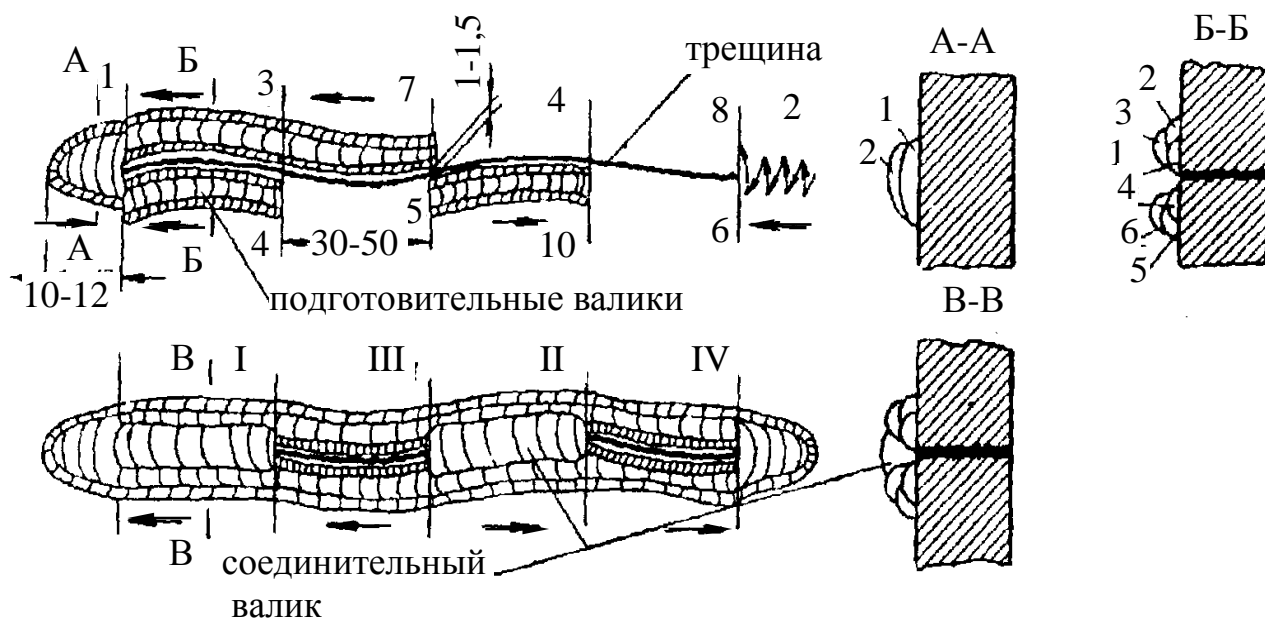 А Б
1 3 7 1-1,5 4 трещина 8 2
А-А
1
2
Б-Б
2
3
1
4
4
6
5
5 6
А Б 4 30-50 10
10-12
подготовительные валики
В-В
В I III II IV
В
соединительный
валик